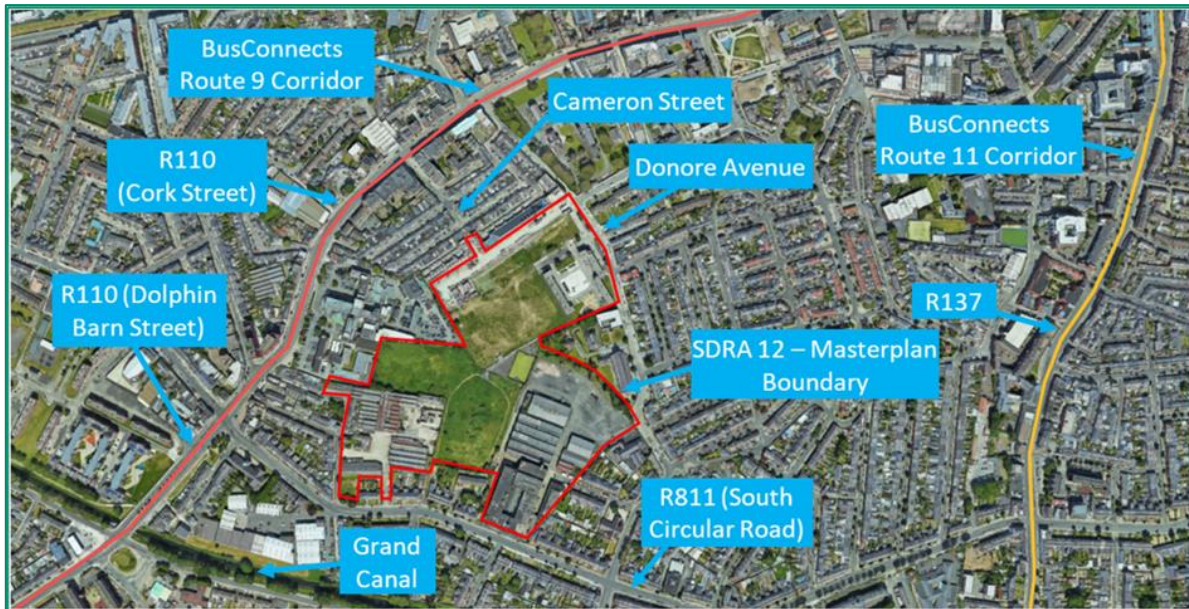 BusConnects
Route 9 Corridor
Cameron Street
BusConnects
Route 11 Corridor
R110
(Cork Street)
Donore Avenue
R110 (Dolphin
Barn Street)
R137
SDRA 12 – Masterplan
Boundary
R811 (South
Circular Road)
Grand
Canal